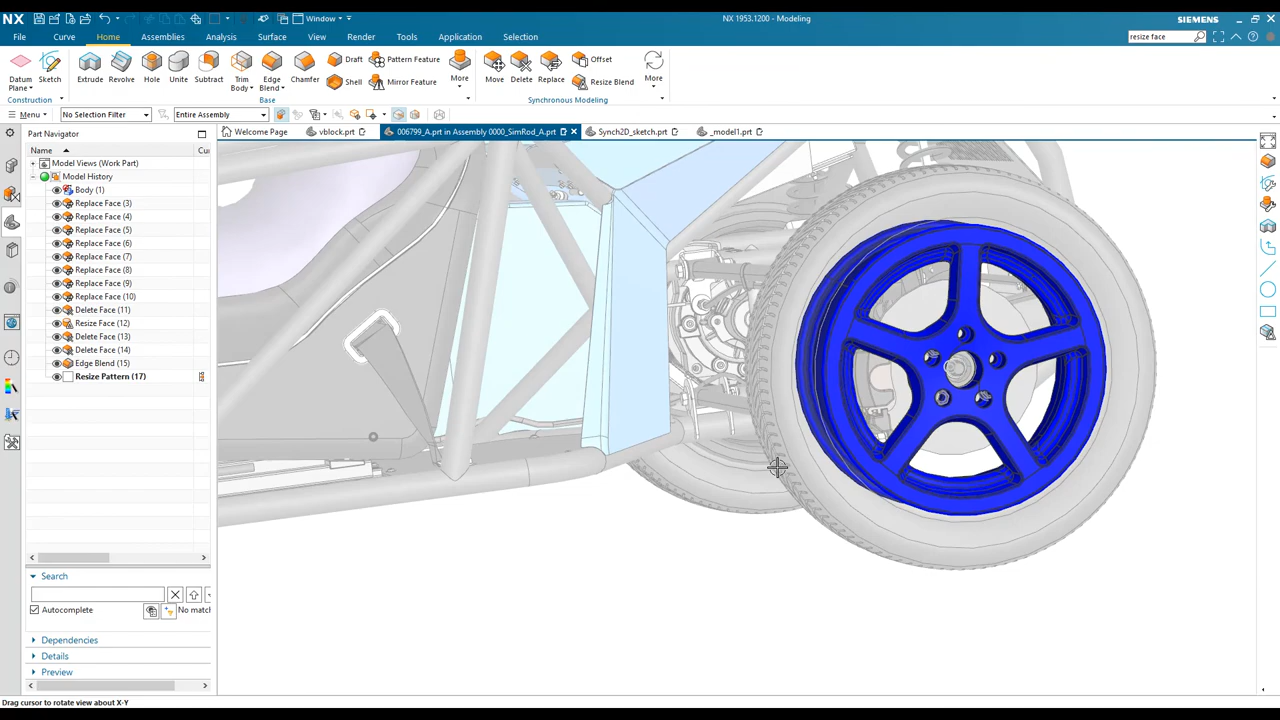 NX
Window
NX 1953.1200 - Modeling
SIEMENS
File
Curve
Home
Assemblies
Analysis
Surface
View
Render
Tools
Application
Selection
resize face
Datum Plane
Sketch
Extrude
Revolve
Hole
Unite
Subtract
Trim Body
Edge Blend
Chamfer
Draft
Shell
Pattern Feature
Mirror Feature
More
Move
Delete
Replace
Offset
Resize Blend
More
Construction
Base
Synchronous Modeling
Menu
No Selection Filter
Entire Assembly
Part Navigator
Welcome Page
vblock.prt
006799_A.prt in Assembly 0000_SimRod_A.prt
Synch2D_sketch.prt
_model1.prt
Name
Cu
Model Views (Work Part)
Model History
Body (1)
Replace Face (3)
Replace Face (4)
Replace Face (5)
Replace Face (6)
Replace Face (7)
Replace Face (8)
Replace Face (9)
Replace Face (10)
Delete Face (11)
Resize Face (12)
Delete Face (13)
Delete Face (14)
Edge Blend (15)
Resize Pattern (17)
Search
Autocomplete
No match
Dependencies
Details
Preview
Drag cursor to rotate view about X-Y